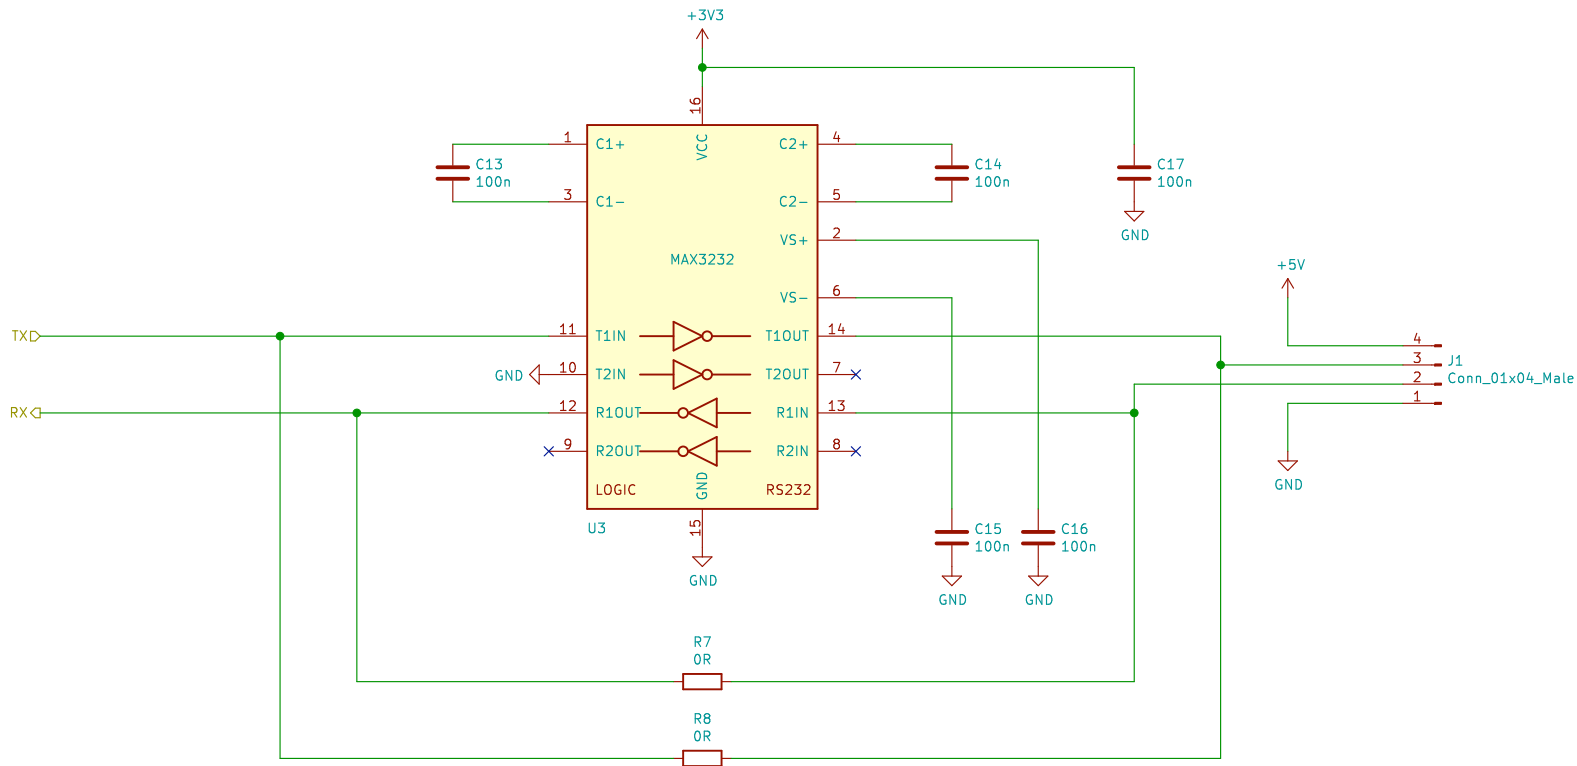 +3V3
16
VCC
1 C1+
C2+ 4
C13
100n
C14
100n
C17
100n
3 C1-
C2- 5
GND
VS+ 2
MAX3232
+5V
VS- 6
TX
11 T1IN
T1OUT 14
4
3
J1
GND
10 T2IN
T2OUT 7
2
Conn_01x04_Male
1
RX
12 R1OUT
R1IN 13
9 R2OUT
R2IN 8
GND
LOGIC
GND
RS232
U3
15
GND
C15
100n
C16
100n
GND
GND
R7
0R
R8
0R